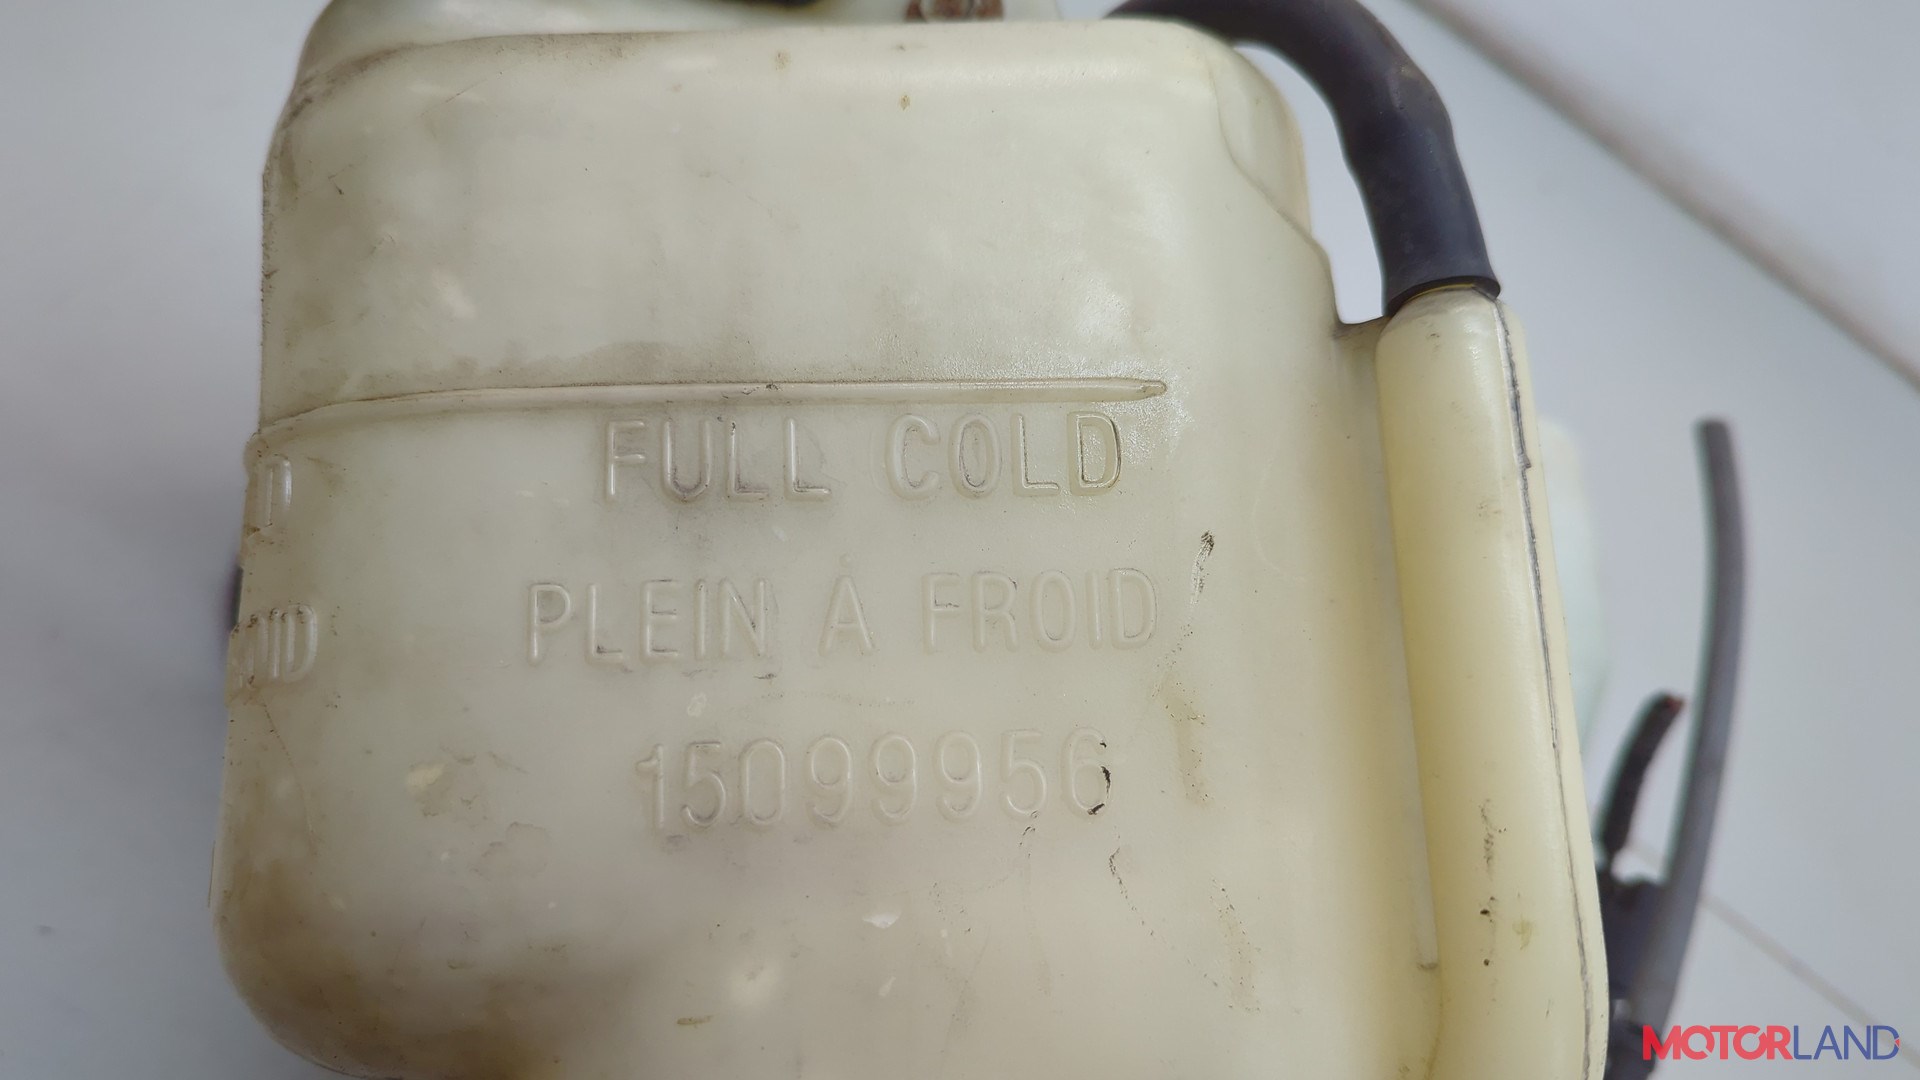 FULL COLD
PLEIN A FROID
15099956
MOTORLAND